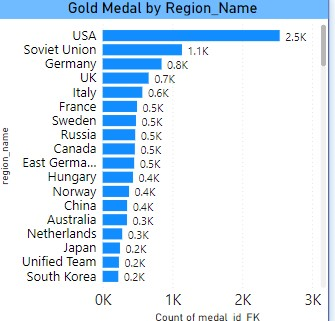 Gold Medal by Region_Name
region_name
USA 2.5K
Soviet Union 1.1K
Germany 0.8K
UK 0.7K
Italy 0.6K
France 0.5K
Sweden 0.5K
Russia 0.5K
Canada 0.5K
East Germa... 0.5K
Hungary 0.4K
Norway 0.4K
China 0.4K
Australia 0.3K
Netherlands 0.3K
Japan 0.2K
Unified Team 0.2K
South Korea 0.2K
0K 1K 2K 3K
Count of medal_id_FK